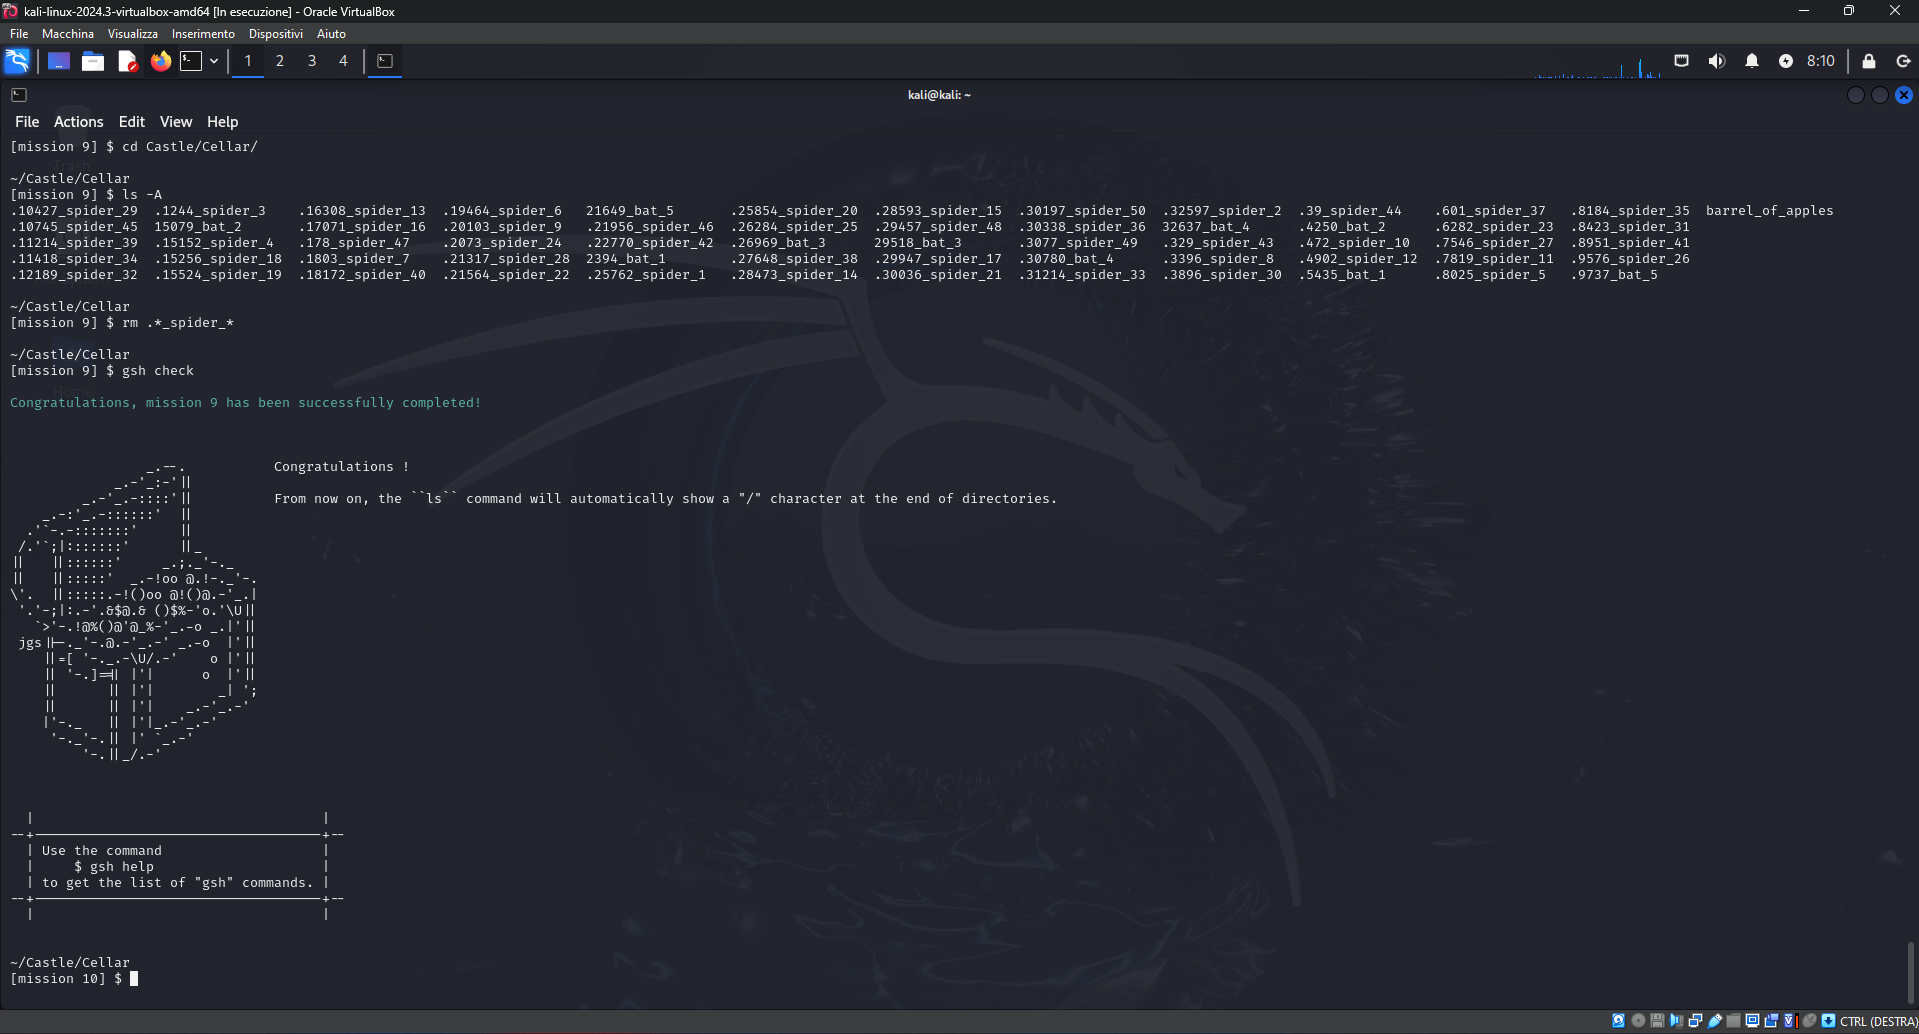 kali-linux-2024.3-virtualbox-amd64 [In esecuzione] - Oracle VirtualBox
File Macchina Visualizza Inserimento Dispositivi Aiuto
1 2 3 4 8:10
kali@kali: ~
File Actions Edit View Help
[mission 9] $ cd Castle/Cellar/
Trash
~/Castle/Cellar
[mission 9] $ ls -A
.10427_spider_29 .1244_spider_3 .16308_spider_13 .19464_spider_6 21649_bat_5 .25854_spider_20 .28593_spider_15 .30197_spider_50 .32597_spider_2 .39_spider_44 .601_spider_37 .8184_spider_35 barrel_of_apples
.10745_spider_45 15079_bat_2 .17071_spider_16 .20103_spider_9 .21956_spider_46 .26284_spider_25 .29457_spider_48 .30338_spider_36 32637_bat_4 .4250_bat_2 .6282_spider_23 .8423_spider_31
.11214_spider_39 .15152_spider_4 .178_spider_47 .2073_spider_24 .22770_spider_42 .26969_bat_3 29518_bat_3 .3077_spider_49 .329_spider_43 .472_spider_10 .7546_spider_27 .8951_spider_41
.11418_spider_34 .15256_spider_18 .1803_spider_7 .21317_spider_28 2394_bat_1 .27648_spider_38 .29947_spider_17 .30780_bat_4 .3396_spider_8 .4902_spider_12 .7819_spider_11 .9576_spider_26
.12189_spider_32 .15524_spider_19 .18172_spider_40 .21564_spider_22 .25762_spider_1 .28473_spider_14 .30036_spider_21 .31214_spider_33 .3896_spider_30 .5435_bat_1 .8025_spider_5 .9737_bat_5
~/Castle/Cellar
[mission 9] $ rm .*_spider_*
~/Castle/Cellar
[mission 9] $ gsh check
Home
Congratulations, mission 9 has been successfully completed!
Congratulations !
From now on, the ``ls`` command will automatically show a "/" character at the end of directories.
jgs
Use the command
$ gsh help
to get the list of "gsh" commands.
~/Castle/Cellar
[mission 10] $
CTRL (DESTRA)